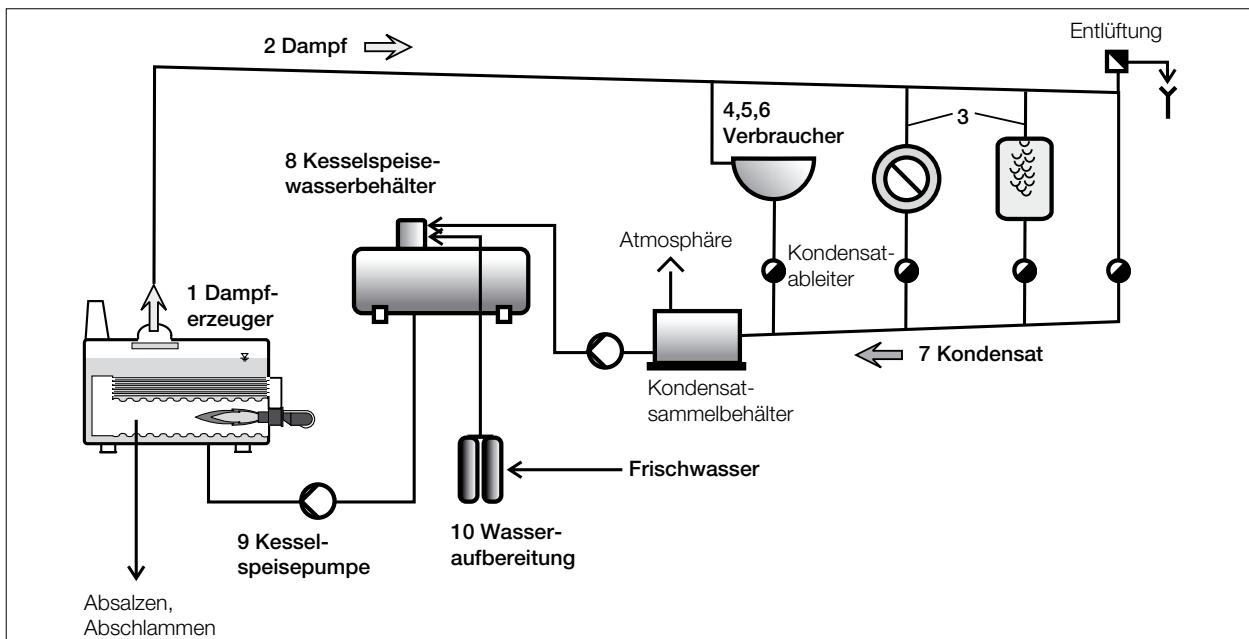 2 Dampf
Entlüftung
4,5,6
Verbraucher
3
8 Kesselspeise-
wasserbehälter
Atmosphäre
Kondensat-
ableiter
1 Dampf-
erzeuger
7 Kondensat
Kondensat-
sammelbehälter
Frischwasser
9 Kessel-
speisepumpe
10 Wasser-
aufbereitung
Absalzen,
Abschlammen